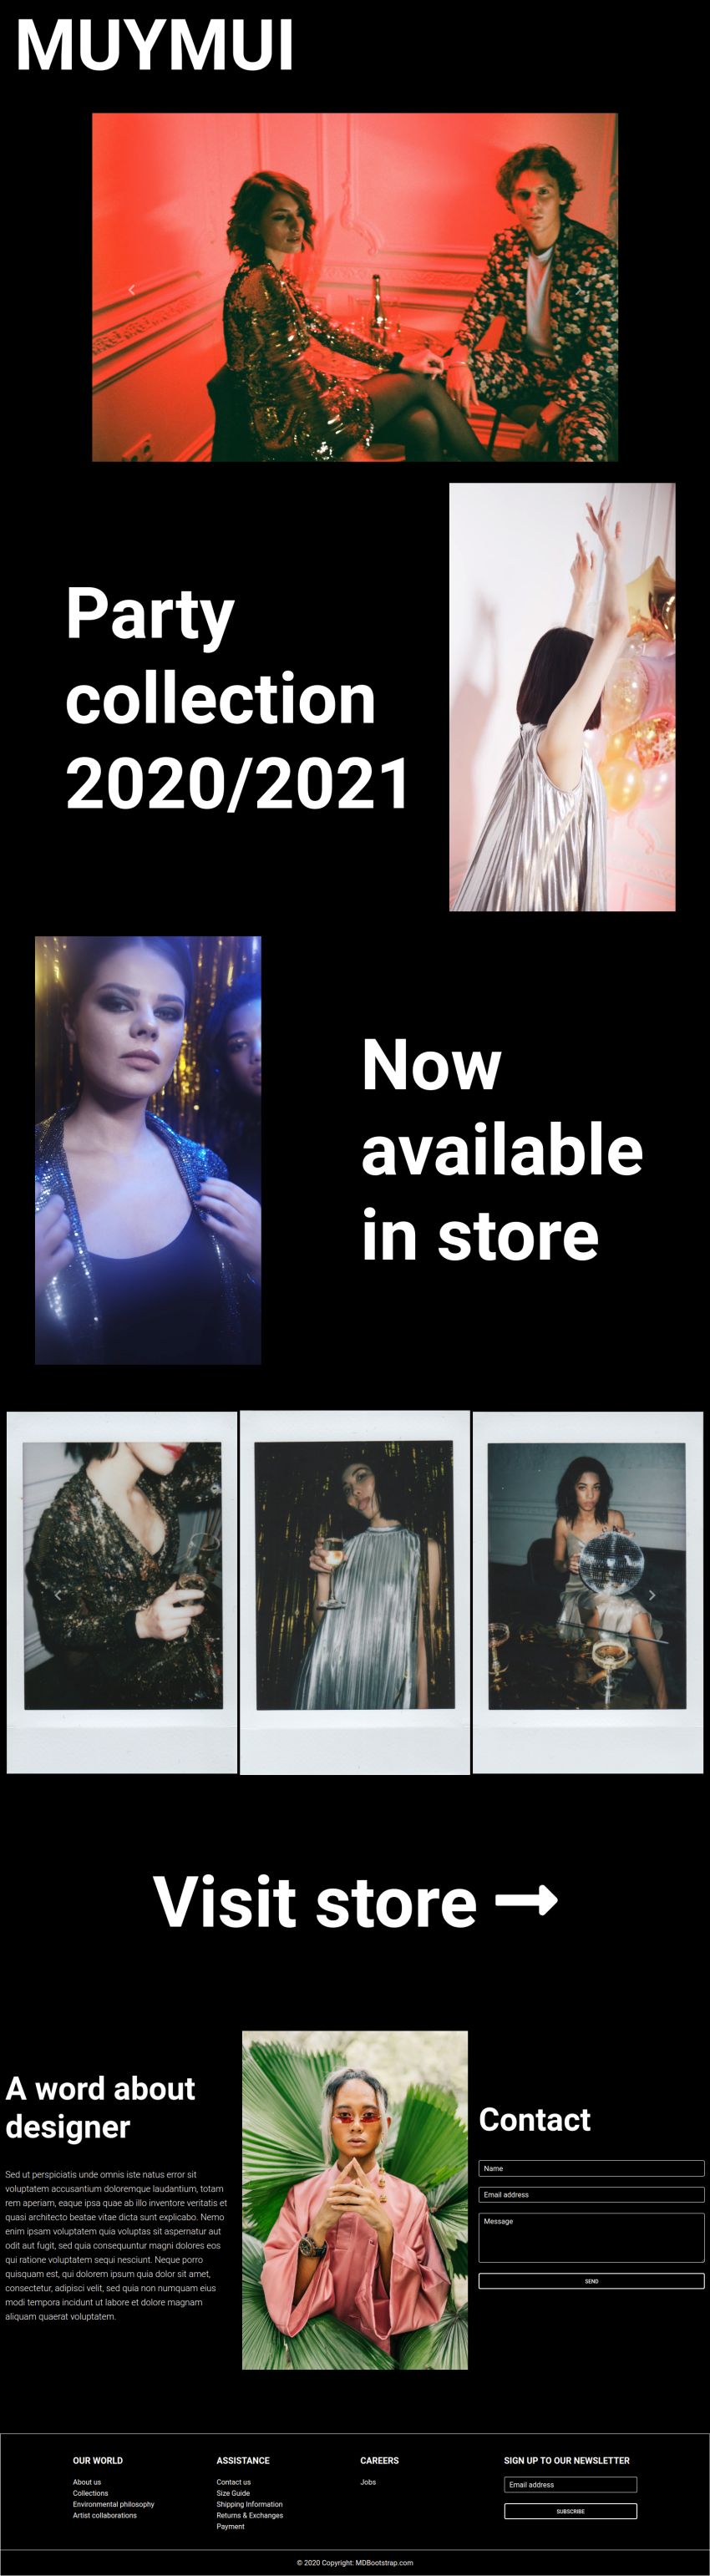 MUYMUI
Party
collection
2020/2021
Now
available
in store
Visit store
A word about
designer
Sed ut perspiciatis unde omnis iste natus error sit
voluptatem accusantium doloremque laudantium, totam
rem aperiam, eaque ipsa quae ab illo inventore veritatis et
quasi architecto beatae vitae dicta sunt explicabo. Nemo
enim ipsam voluptatem quia voluptas sit aspernatur aut
odit aut fugit, sed quia consequuntur magni dolores eos
qui ratione voluptatem sequi nesciunt. Neque porro
quisquam est, qui dolorem ipsum quia dolor sit amet,
consectetur, adipisci velit, sed quia non numquam eius
modi tempora incidunt ut labore et dolore magnam
aliquam quaerat voluptatem.
Contact
Name
Email address
Message
SEND
OUR WORLD
About us
Collections
Environmental philosophy
Artist collaborations
ASSISTANCE
Contact us
Size Guide
Shipping Information
Returns & Exchanges
Payment
CAREERS
Jobs
SIGN UP TO OUR NEWSLETTER
Email address
SUBSCRIBE
© 2020 Copyright: MDBootstrap.com